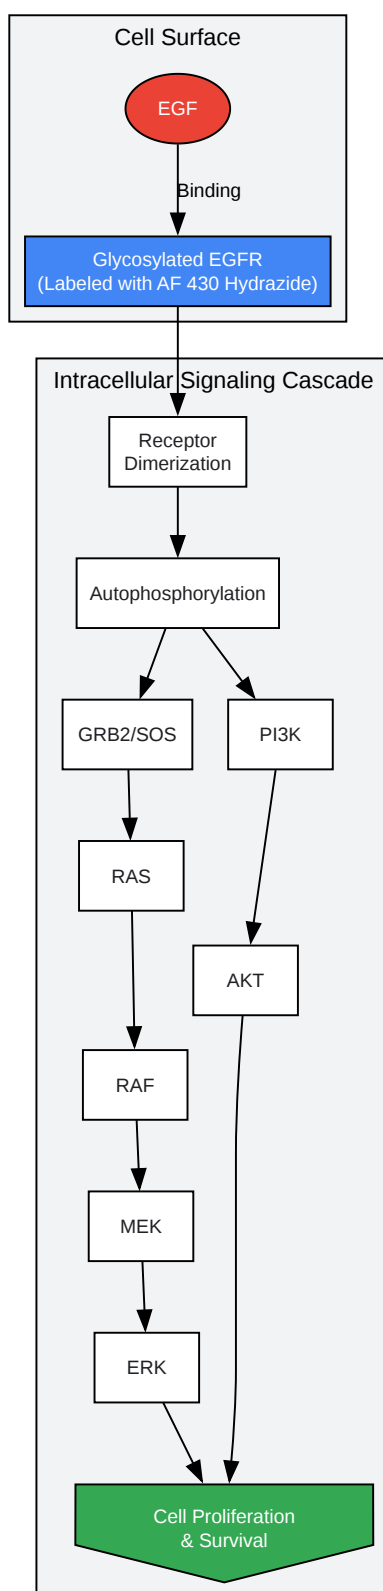 Cell Surface
EGF
Binding
Glycosylated EGFR
(Labeled with AF 430 Hydrazide)
Intracellular Signaling Cascade
Receptor
Dimerization
Autophosphorylation
GRB2/SOS
PI3K
RAS
AKT
RAF
MEK
ERK
Cell Proliferation
& Survival